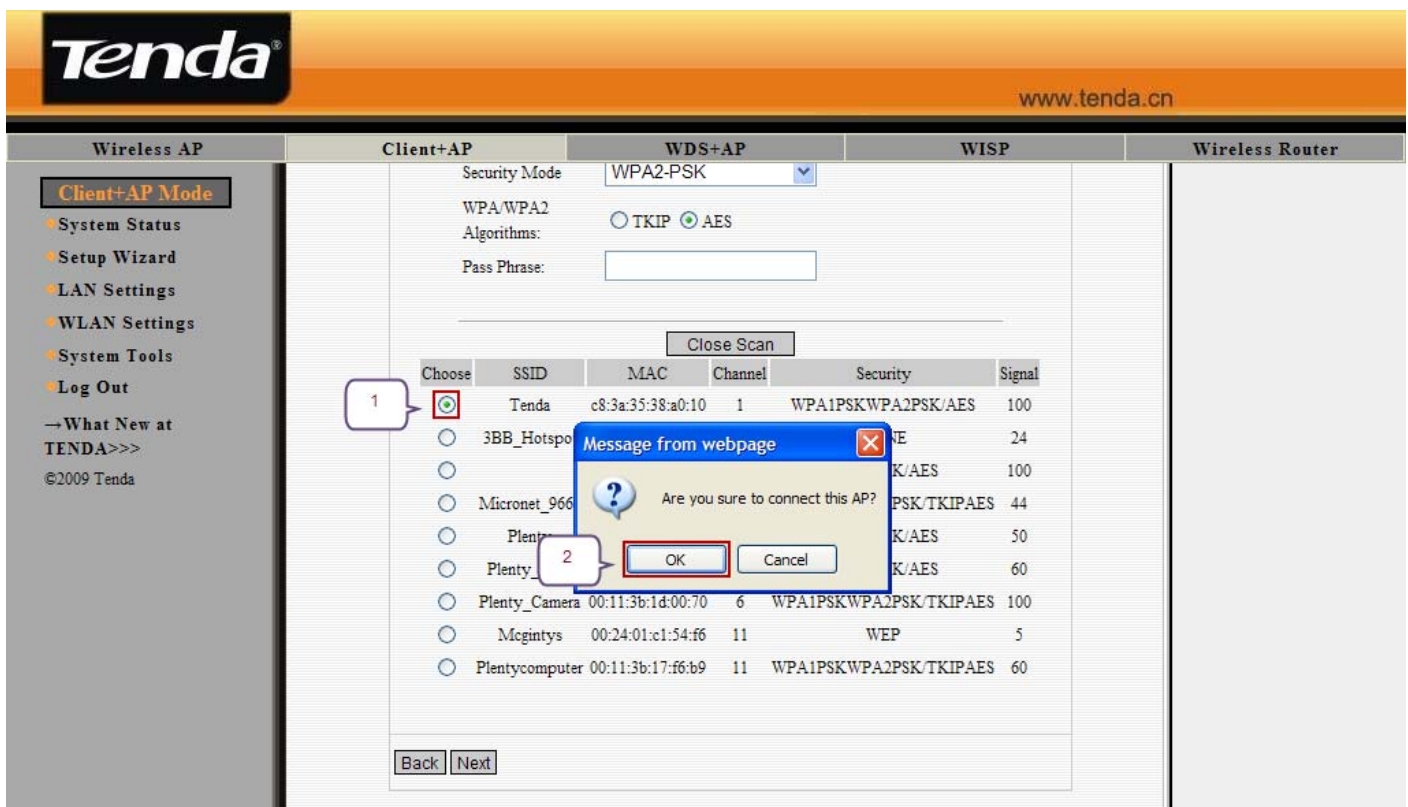 Tenda®
www.tenda.cn
Wireless AP Client+AP WDS+AP WISP Wireless Router
Client+AP Mode
System Status
Setup Wizard
LAN Settings
WLAN Settings
System Tools
Log Out
→What New at
TENDA>>>
©2009 Tenda
Security Mode WPA2-PSK
WPA/WPA2
Algorithms: TKIP AES
Pass Phrase:
Close Scan
Choose SSID MAC Channel Security Signal
1 Tenda c8:3a:35:38:a0:10 1 WPA1PSKWPA2PSK/AES 100
3BB_Hotspo 24
K/AES 100
Micronet_966 PSK/TKIPAES 44
K/AES 50
Plenty_ K/AES 60
Message from webpage
Are you sure to connect this AP?
2 OK Cancel
Plenty_Camera 00:11:3b:1d:00:70 6 WPA1PSKWPA2PSK/TKIPAES 100
Mcgintys 00:24:01:c1:54:f6 11 WEP 5
Plentycomputer 00:11:3b:17:f6:b9 11 WPA1PSKWPA2PSK/TKIPAES 60
Back Next